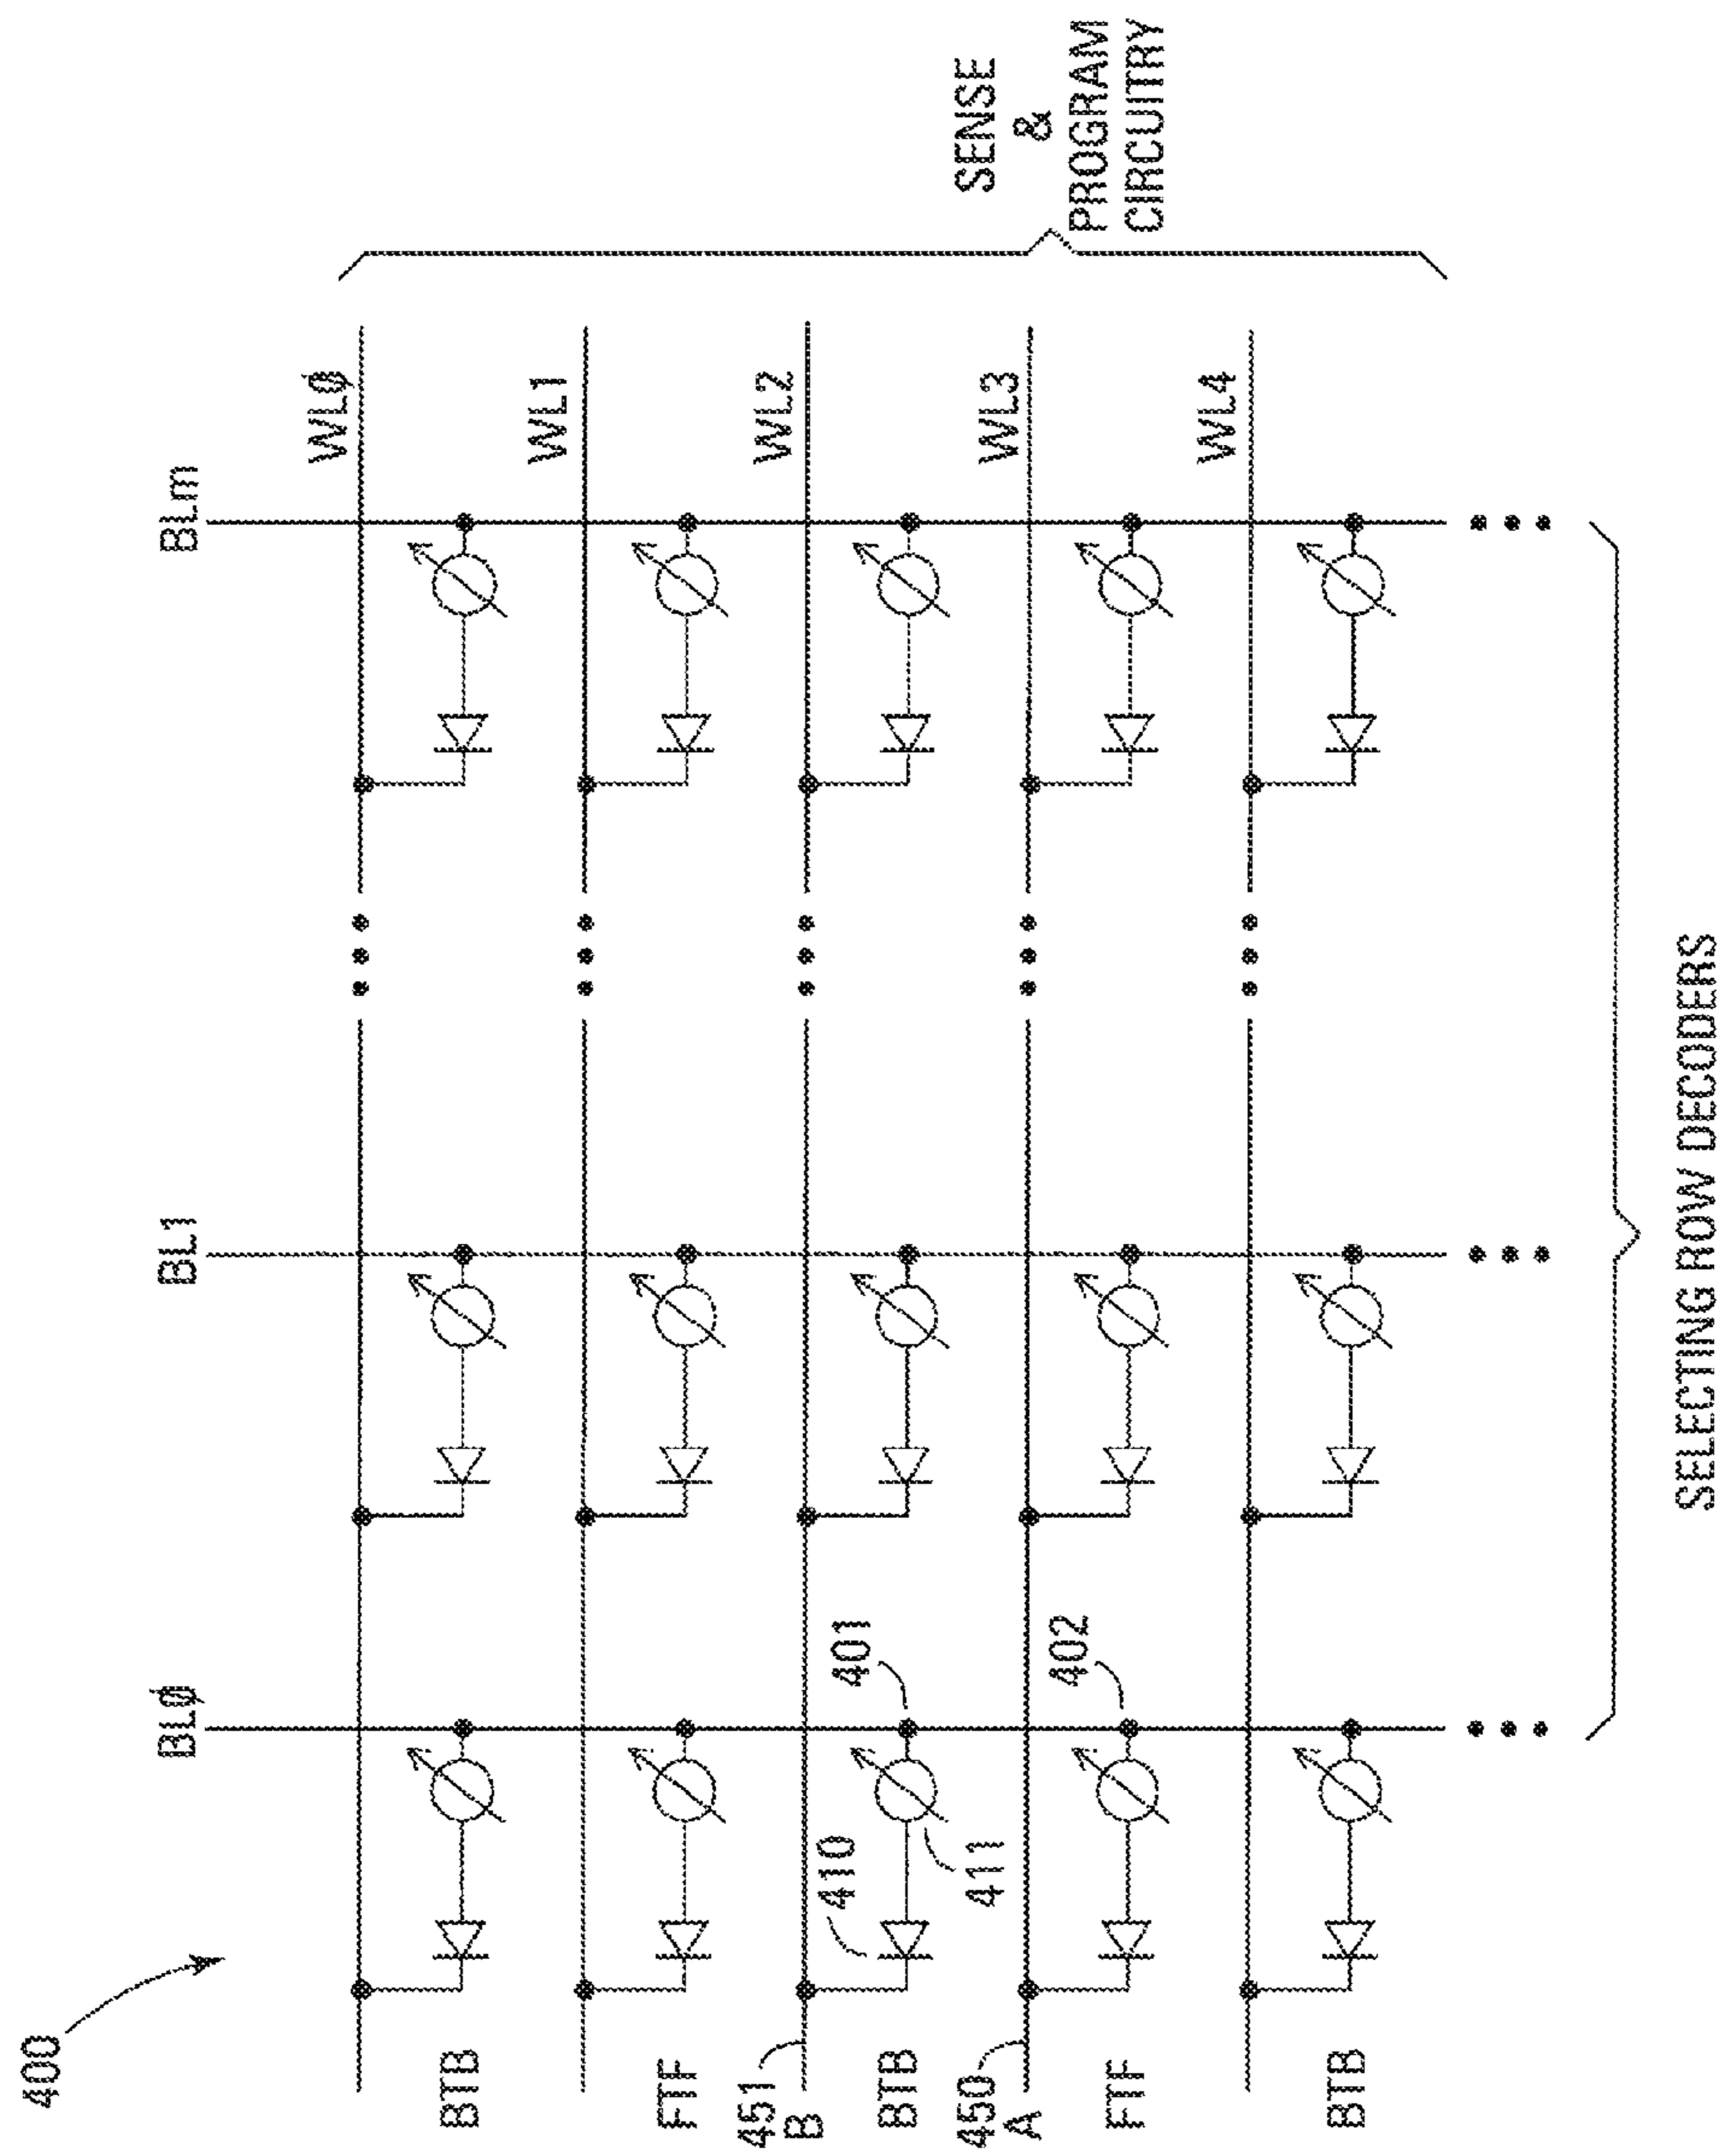 400
BLØ
BL1
BLm
WLØ
WL1
WL2
WL3
WL4
BTB
FTF
451
B
BTB
450
A
FTF
BTB
410
411
401
402
SENSE
&
PROGRAM
CIRCUITRY
SELECTING ROW DECODERS